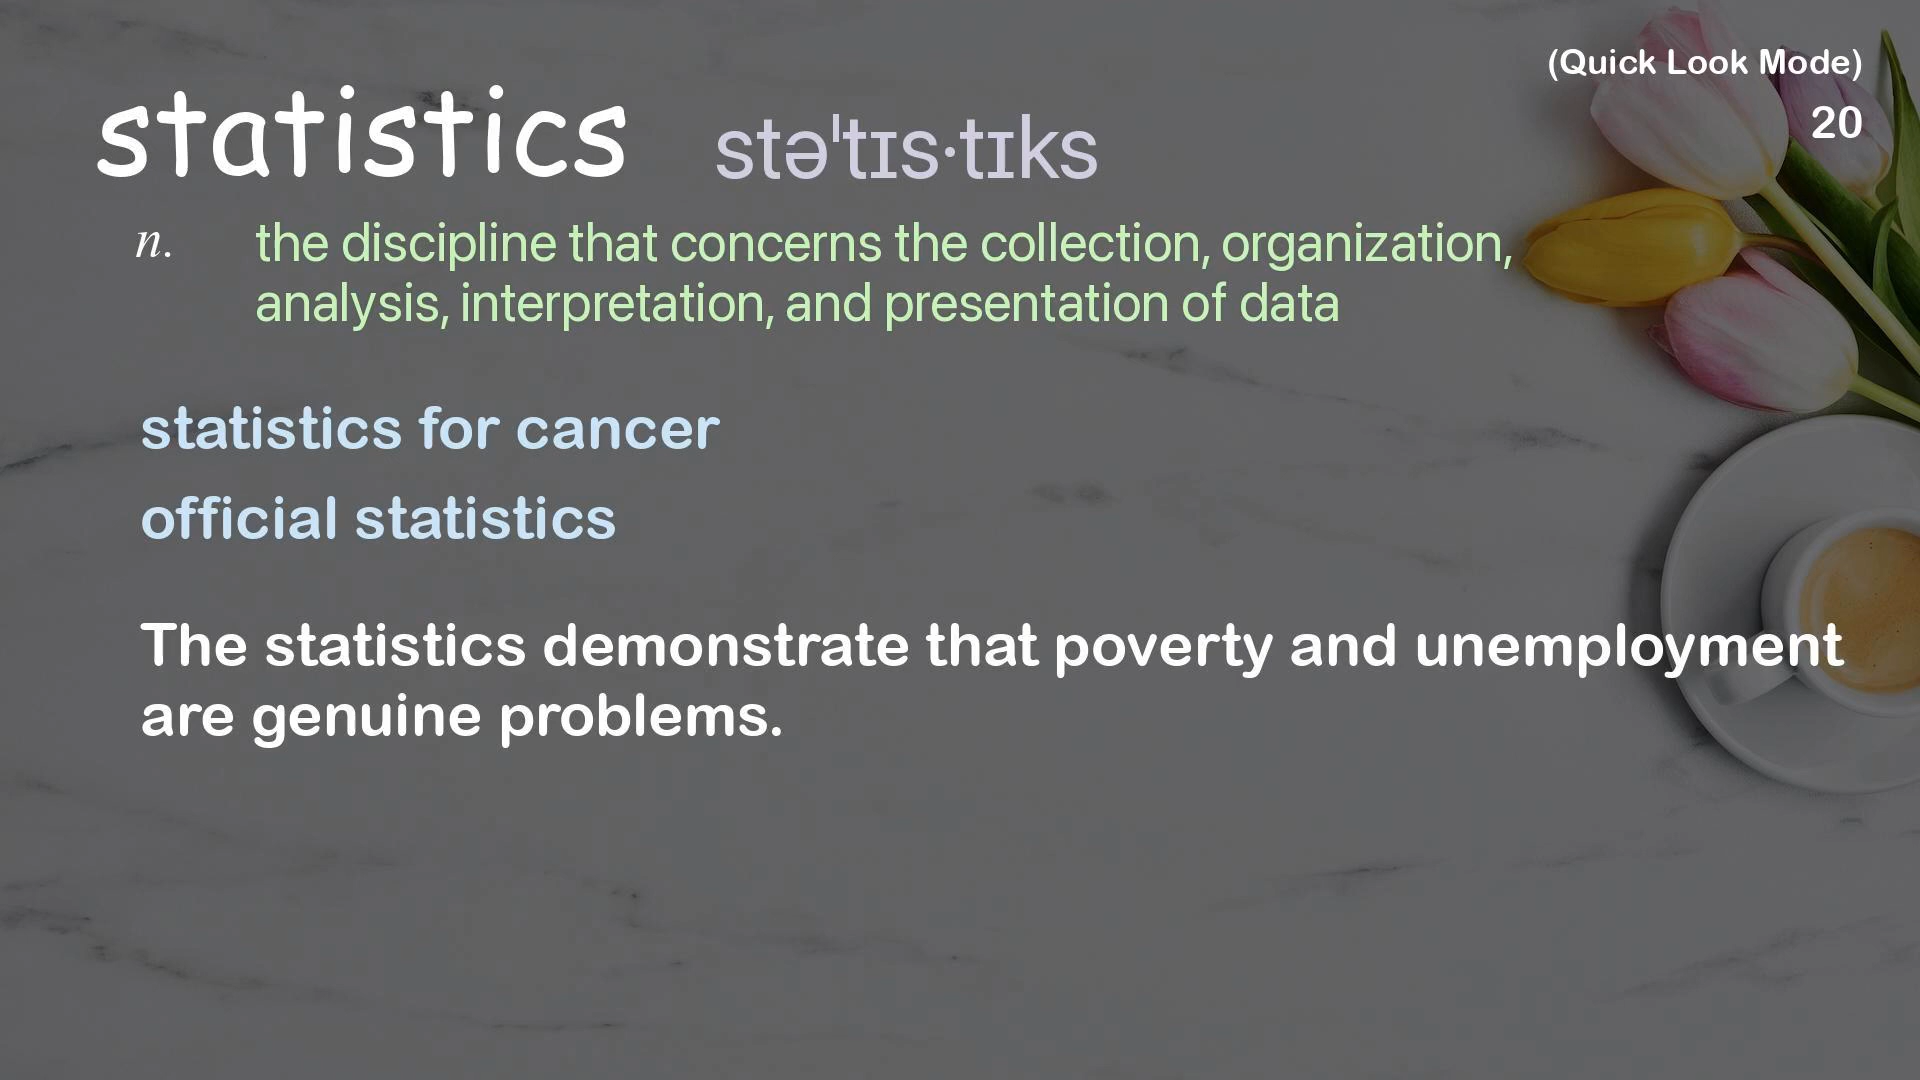 (Quick Look Mode)
20
statistics stəˈtɪs·tɪks
n. the discipline that concerns the collection, organization,
analysis, interpretation, and presentation of data
statistics for cancer
official statistics
The statistics demonstrate that poverty and unemployment
are genuine problems.